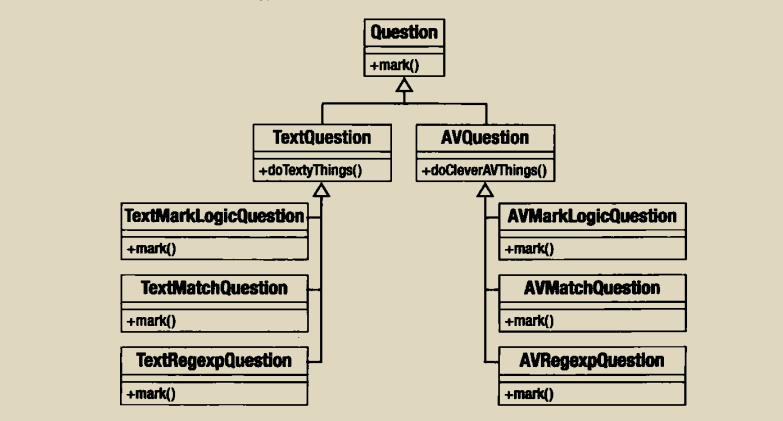 Question
+mark()
TextQuestion
+doTextyThings()
AVQuestion
+doCleverAVThings()
TextMarkLogicQuestion
+mark()
TextMatchQuestion
+mark()
TextRegexpQuestion
+mark()
AVMarkLogicQuestion
+mark()
AVMatchQuestion
+mark()
AVRegexpQuestion
+mark()